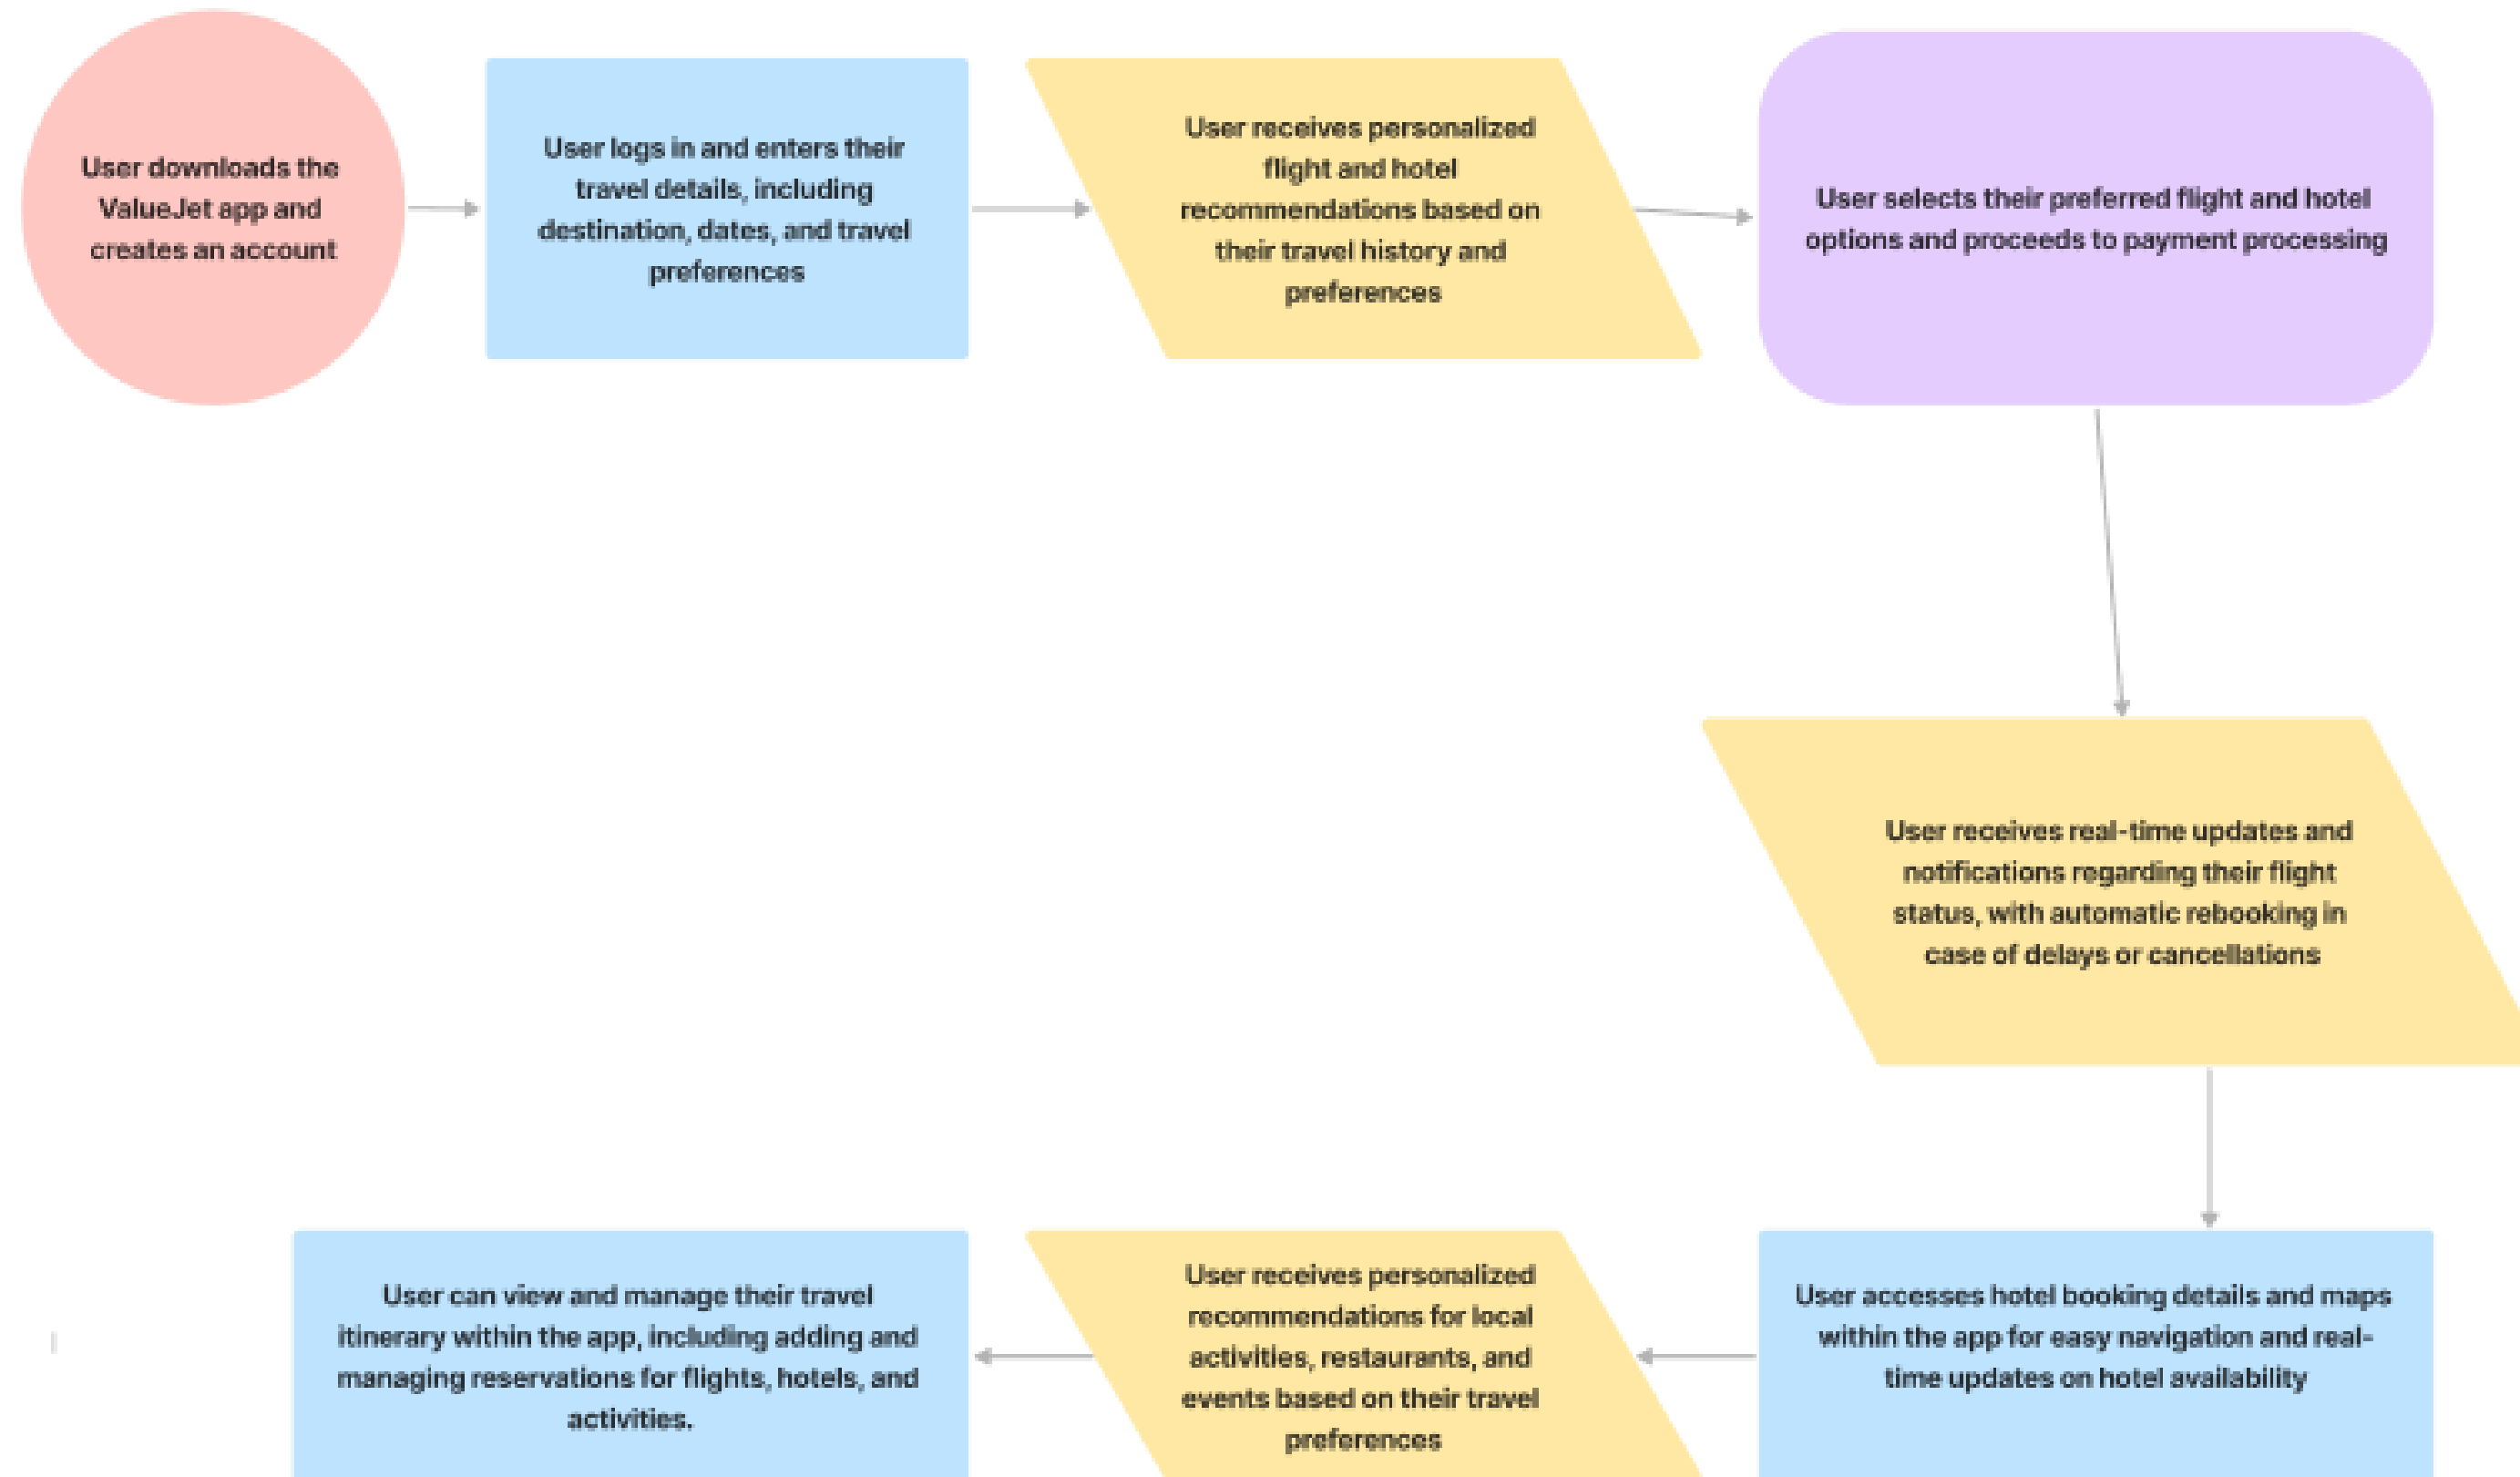 User downloads the
ValueJet app and
creates an account
User logs in and enters their
travel details, including
destination, dates, and travel
preferences
User receives personalized
flight and hotel
recommendations based on
their travel history and
preferences
User selects their preferred flight and hotel
options and proceeds to payment processing
User receives real-time updates and
notifications regarding their flight
status, with automatic rebooking in
case of delays or cancellations
User accesses hotel booking details and maps
within the app for easy navigation and real-
time updates on hotel availability
User receives personalized
recommendations for local
activities, restaurants, and
events based on their travel
preferences
User can view and manage their travel
itinerary within the app, including adding and
managing reservations for flights, hotels, and
activities.